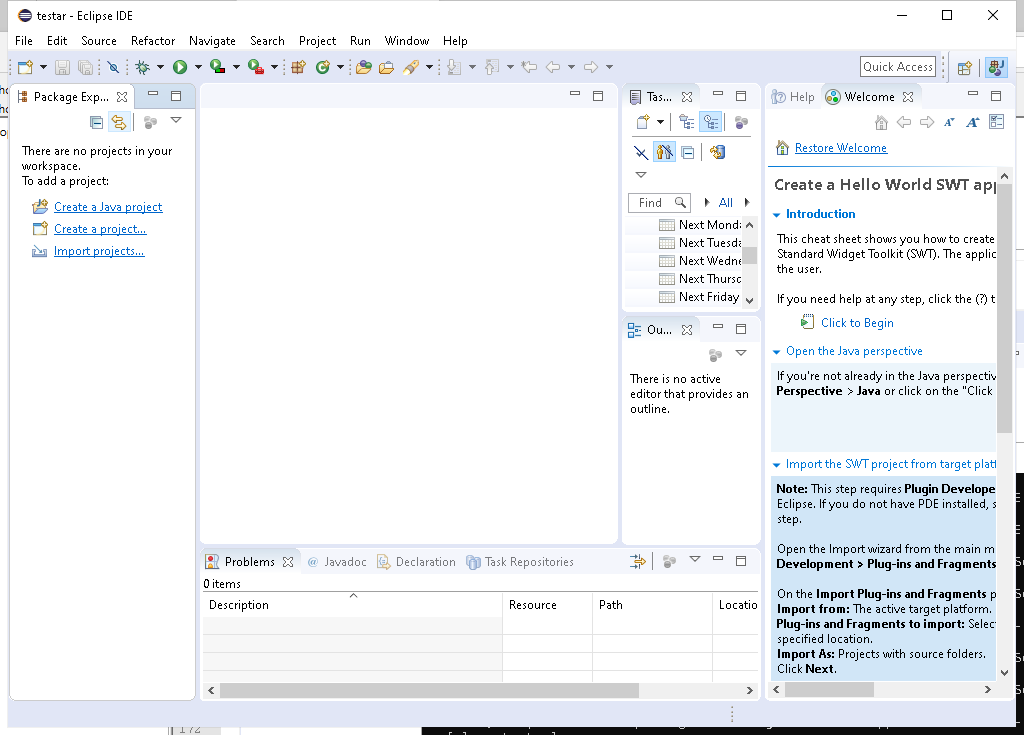 testar - Eclipse IDE
File Edit Source Refactor Navigate Search Project Run Window Help
Quick Access
Package Exp...
There are no projects in your
workspace.
To add a project:
Create a Java project
Create a project...
Import projects...
Tas...
Find
All
Next Mond
Next Tuesda
Next Wedne
Next Thursd
Next Friday
Ou...
There is no active
editor that provides an
outline.
Help Welcome
Restore Welcome
Create a Hello World SWT app
Introduction
This cheat sheet shows you how to create
Standard Widget Toolkit (SWT). The applic
the user.
If you need help at any step, click the (?) t
Click to Begin
Open the Java perspective
If you're not already in the Java perspectiv
Perspective > Java or click on the "Click
Import the SWT project from target platf
Note: This step requires Plugin Develope
Eclipse. If you do not have PDE installed, s
step.
Open the Import wizard from the main m
Development > Plug-ins and Fragments
On the Import Plug-ins and Fragments p
Import from: The active target platform.
Plug-ins and Fragments to import: Selec
specified location.
Import As: Projects with source folders.
Click Next.
Problems @ Javadoc Declaration Task Repositories
0 items
Description Resource Path Locatio
172